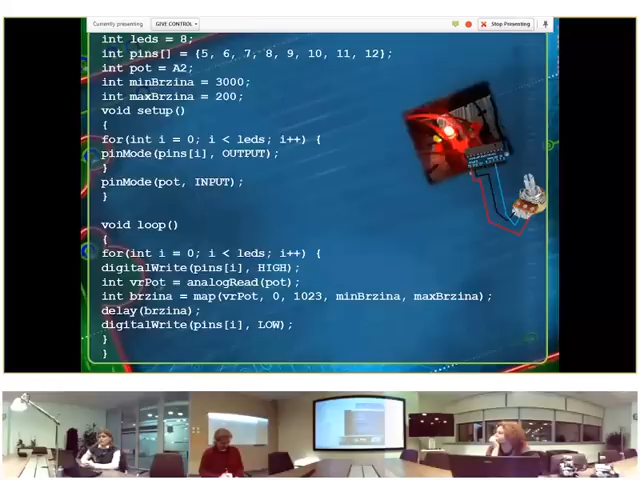 Currently presenting
GIVE CONTROL
Stop Presenting
int leds = 8;
int pins[] = {5, 6, 7, 8, 9, 10, 11, 12};
int pot = A2;
int minBrzina = 3000;
int maxBrzina = 200;
void setup()
{
for(int i = 0; i < leds; i++) {
pinMode(pins[i], OUTPUT);
}
pinMode(pot, INPUT);
}
void loop()
{
for(int i = 0; i < leds; i++) {
digitalWrite(pins[i], HIGH);
int vrPot = analogRead(pot);
int brzina = map(vrPot, 0, 1023, minBrzina, maxBrzina);
delay(brzina);
digitalWrite(pins[i], LOW);
}
}